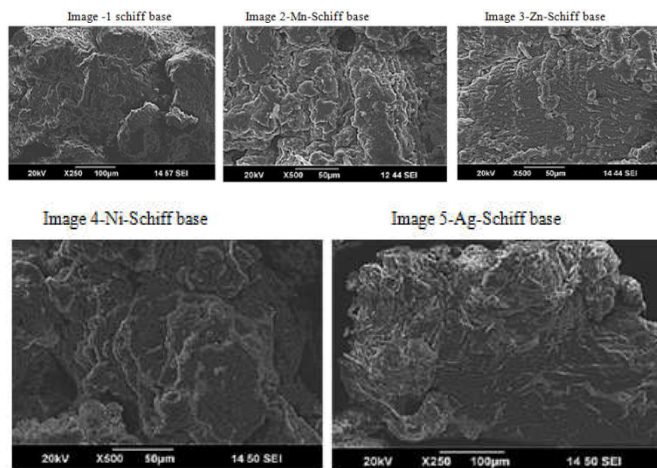 Image -1 schiff base
Image 2-Mn-Schiff base
Image 3-Zn-Schiff base
20kV X250 100µm 14 57 SEI
20kV X500 50µm 12 44 SEI
20kV X500 50µm 14 44 SEI
Image 4-Ni-Schiff base
Image 5-Ag-Schiff base
20kV X500 50µm 14 50 SEI
20kV X250 100µm 14 50 SEI